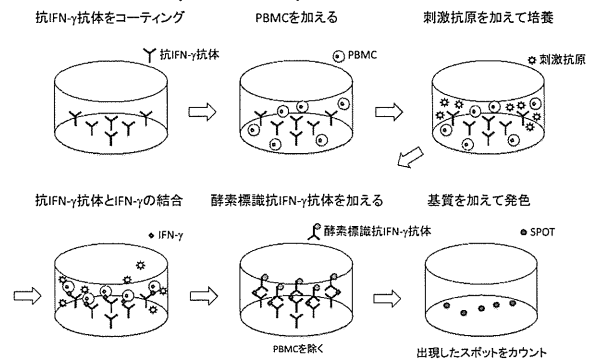 抗IFN-γ抗体をコーティング
抗IFN-γ抗体
PBMCを加える
PBMC
刺激抗原を加えて培養
刺激抗原
抗IFN-γ抗体とIFN-γの結合
IFN-γ
酵素標識抗IFN-γ抗体を加える
酵素標識抗IFN-γ抗体
PBMCを除く
基質を加えて発色
SPOT
出現したスポットをカウント